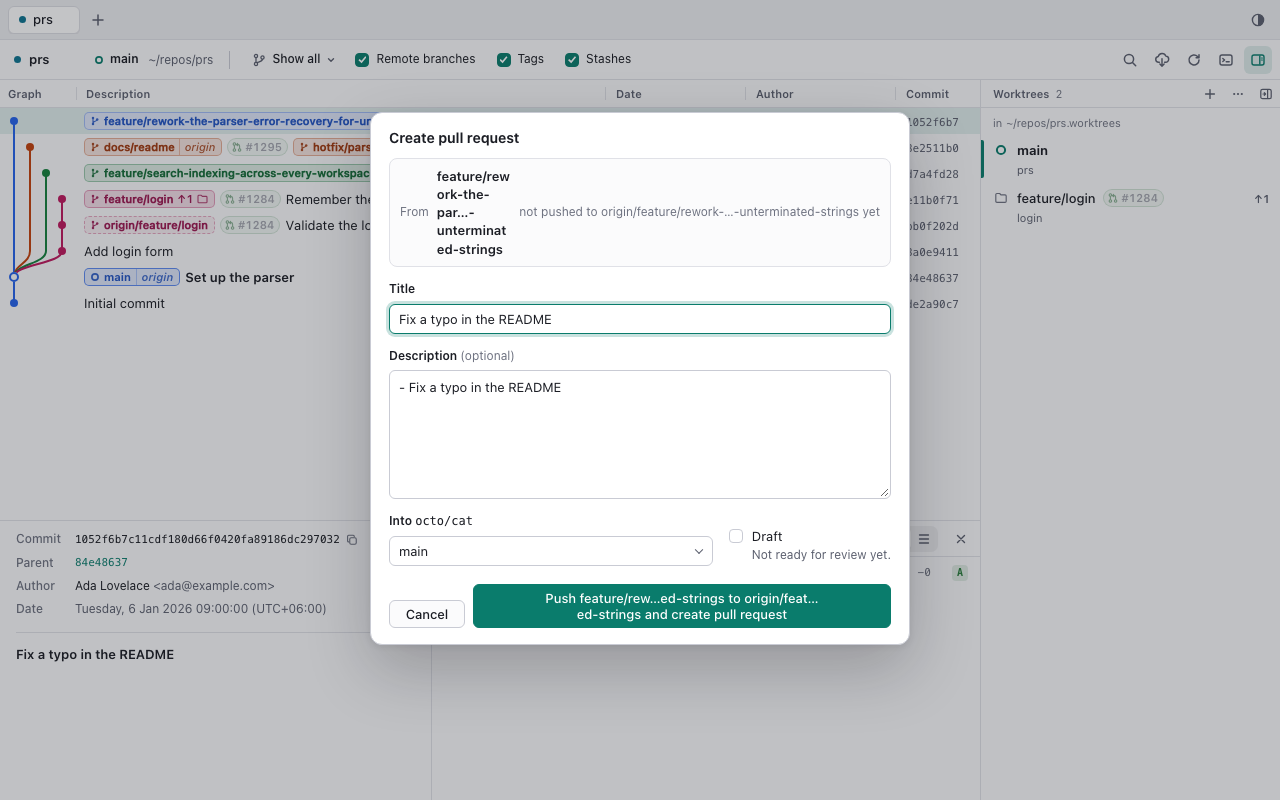 prs
prs
main ~/repos/prs
Show all
Remote branches
Tags
Stashes
Graph
Description
Date
Author
Commit
Worktrees 2
feature/rework-the-parser-error-recovery-for-un
1052f6b7
in ~/repos/prs.worktrees
docs/readme origin #1295 hotfix/pars
3e2511b0
main
prs
feature/search-indexing-across-every-workspac
d7a4fd28
feature/login ↑1 #1284 Remember the
e11b0f71
feature/login #1284 ↑1
login
origin/feature/login #1284 Validate the lo
bb0f202d
Add login form
3a0e9411
main origin Set up the parser
84e48637
Initial commit
de2a90c7
Create pull request
From
feature/rew
ork-the-
par...-
unterminat
ed-strings
not pushed to origin/feature/rework-...-unterminated-strings yet
Title
Fix a typo in the README
Description (optional)
- Fix a typo in the README
Into octo/cat
main
Draft
Not ready for review yet.
Cancel
Push feature/rew...ed-strings to origin/feat...
ed-strings and create pull request
Commit 1052f6b7c11cdf180d66f0420fa89186dc297032
Parent 84e48637
Author Ada Lovelace <ada@example.com>
Date Tuesday, 6 Jan 2026 09:00:00 (UTC+06:00)
Fix a typo in the README
−0 A